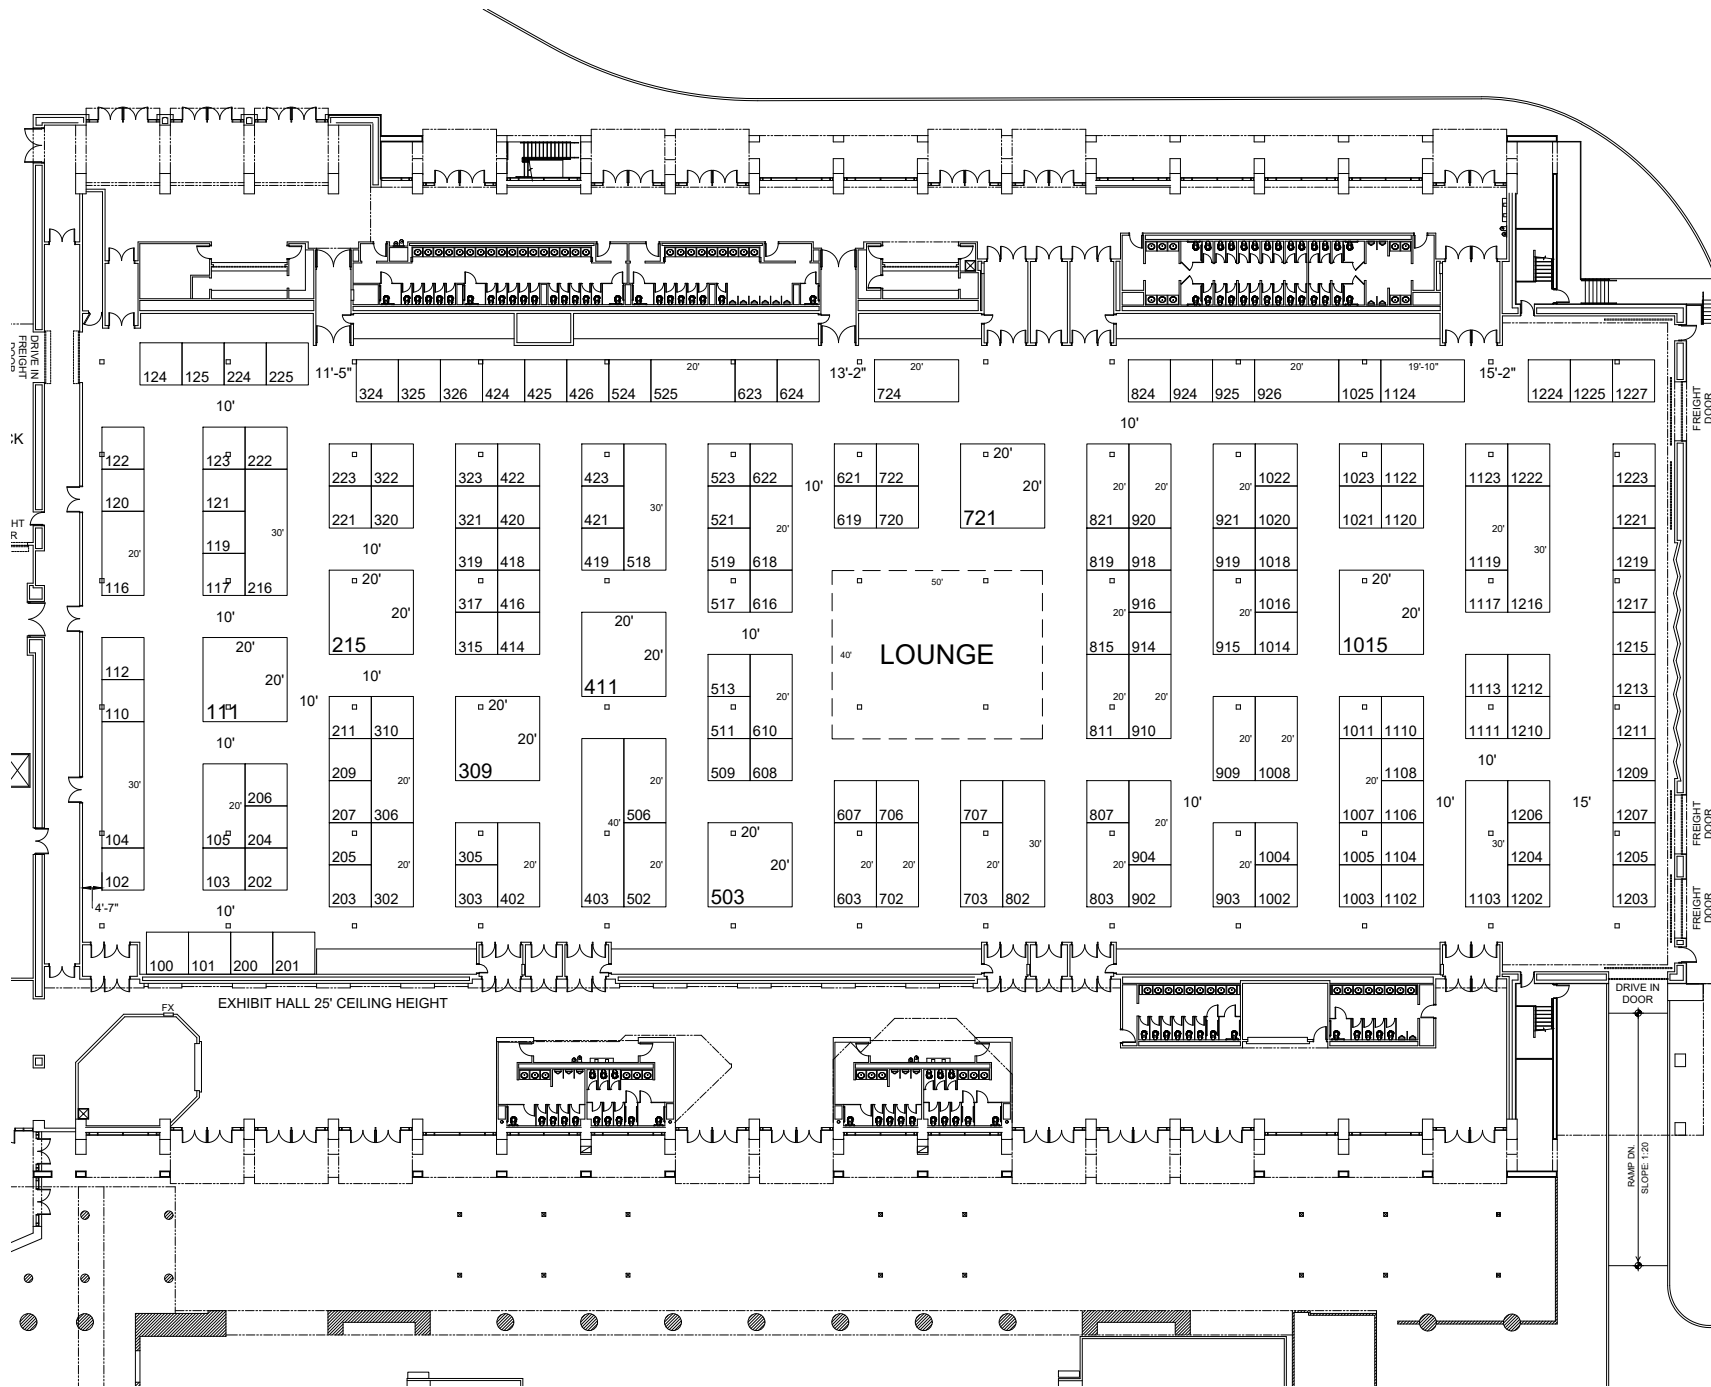 DRIVE IN
FREIGHT
DOOR
124 125 224 225
11'-5"
324 325 326 424 425 426 524 525 20' 623 624
13'-2"
20'
724
824 924 925 926 20' 1025 1124 19'-10"
15'-2"
1224 1225 1227
FREIGHT
DOOR
10'
10'
122 123 222 223 322 323 422 423 523 622 10' 621 722 20' 1022 1023 1122 1123 1222 1223
120 121 221 320 321 420 421 30' 521 619 720 20' 721 20' 821 20' 920 20' 921 1020 1021 1120 1221
20' 119 30' 10' 319 418 419 518 519 20' 618 819 918 919 1018 20' 1119 30' 1219
116 117 216 20' 317 416 517 616 50' 916 1016 20' 1117 1216 1217
10' 20' 215 315 414 20' 10' 20' 815 914 20' 915 1014 20' 1015 1215
112 20' 20' 411 40' LOUNGE
110 20' 111 10' 10' 513 20' 20' 20' 1113 1212 1213
10' 211 310 20' 511 610 811 910 1011 1110 1111 1210 1211
30' 209 20' 20' 309 509 608 20' 909 20' 1008 1108 10' 1209
206 20' 207 306 40' 506 607 706 707 807 20' 10' 20' 1007 1106 10' 1206 15' 1207
104 105 204 205 305 20' 20' 904 1004 1005 1104 30' 1204 1205
102 103 202 203 20' 302 303 20' 402 403 20' 502 503 20' 603 20' 702 703 30' 802 803 902 903 20' 1002 1003 1102 1103 1202 1203
4'-7"
10'
100 101 200 201
FREIGHT
DOOR
FREIGHT
DOOR
EXHIBIT HALL 25' CEILING HEIGHT
FX
DRIVE IN
DOOR
RAMP DN.
SLOPE: 1:20